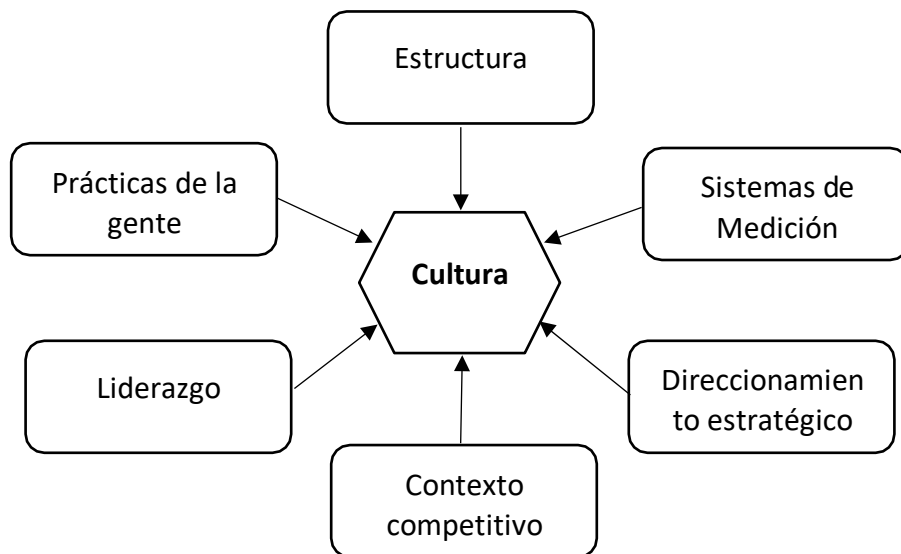 Estructura
Prácticas de la
gente
Sistemas de
Medición
Cultura
Liderazgo
Direccionamien
to estratégico
Contexto
competitivo